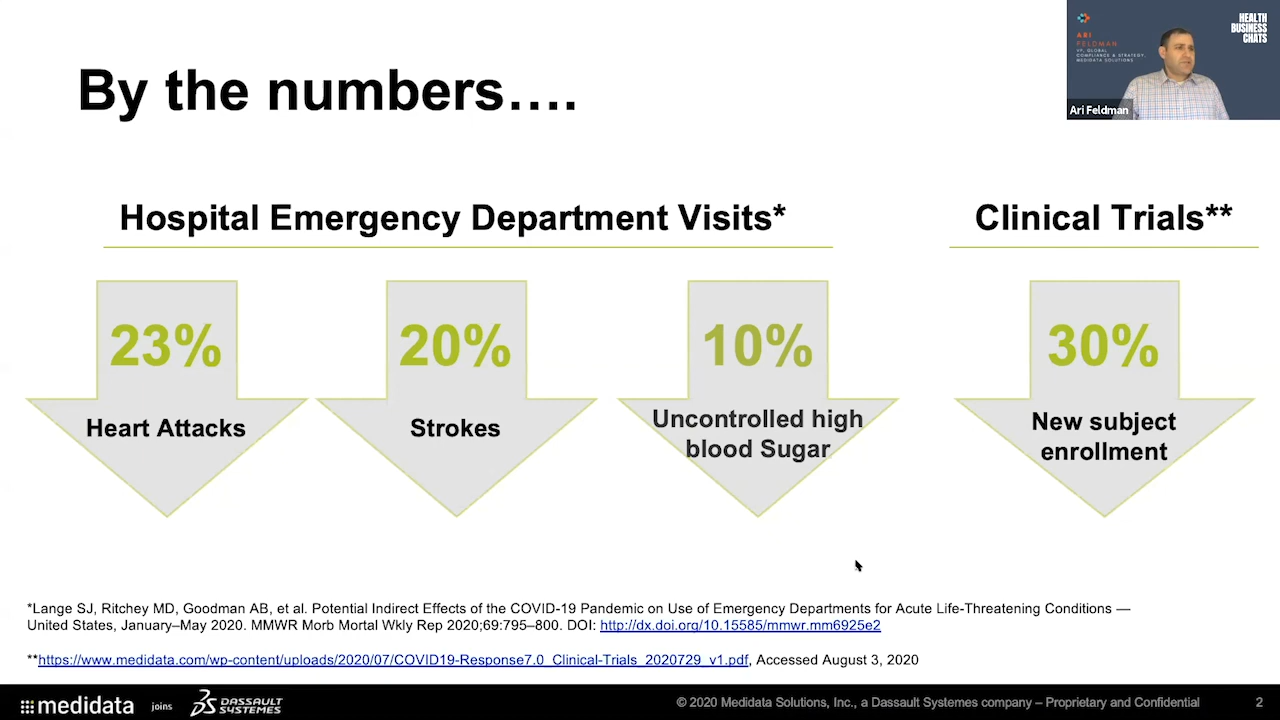 By the numbers….
ARI
FELDMAN
VP, GLOBAL
COMPLIANCE & STRATEGY,
MEDIDATA SOLUTIONS
HEALTH
BUSINESS
CHATS
Ari Feldman
Hospital Emergency Department Visits*
Clinical Trials**
23%
Heart Attacks
20%
Strokes
10%
Uncontrolled high
blood Sugar
30%
New subject
enrollment
*Lange SJ, Ritchey MD, Goodman AB, et al. Potential Indirect Effects of the COVID-19 Pandemic on Use of Emergency Departments for Acute Life-Threatening Conditions —
United States, January–May 2020. MMWR Morb Mortal Wkly Rep 2020;69:795–800. DOI: http://dx.doi.org/10.15585/mmwr.mm6925e2
**https://www.medidata.com/wp-content/uploads/2020/07/COVID19-Response7.0_Clinical-Trials_2020729_v1.pdf, Accessed August 3, 2020
medidata joins DASSAULT SYSTEMES
© 2020 Medidata Solutions, Inc., a Dassault Systemes company – Proprietary and Confidential 2